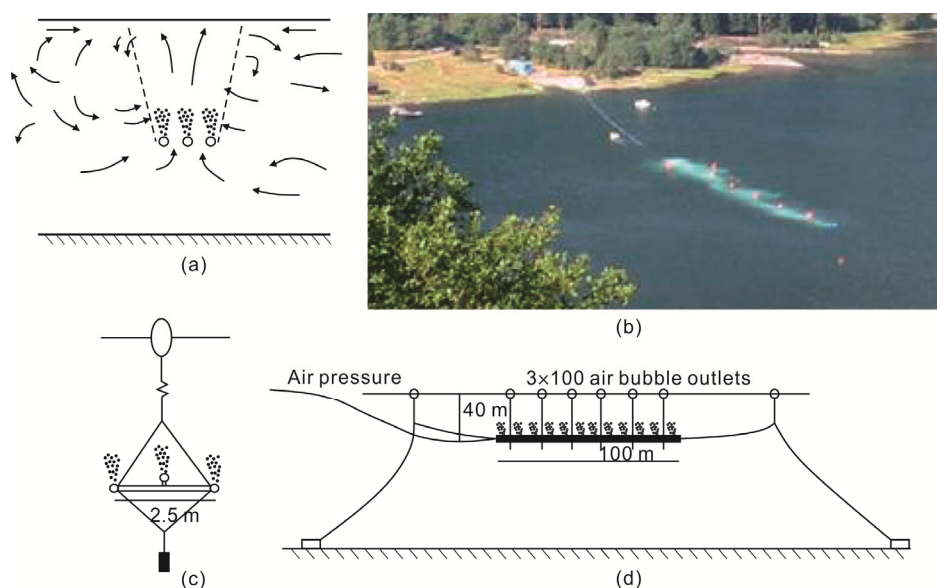 (a)
(b)
Air pressure
3×100 air bubble outlets
40 m
100 m
2.5 m
(c)
(d)